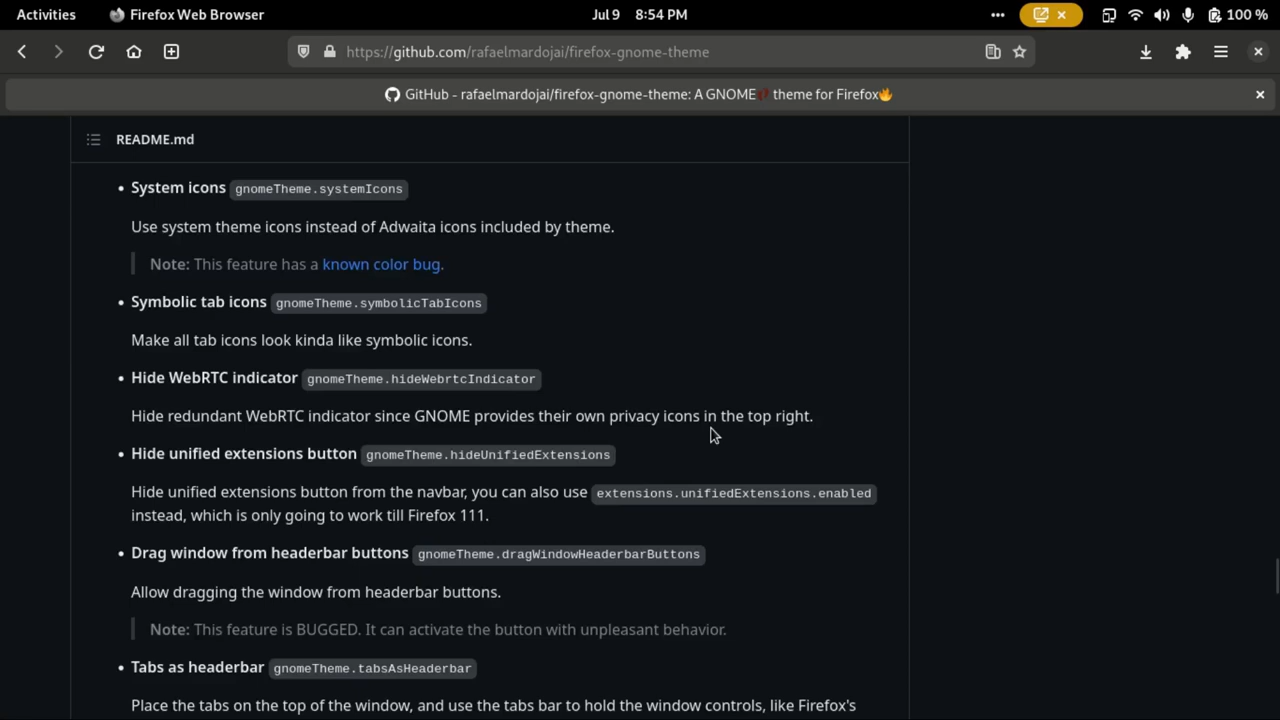 Activities Firefox Web Browser Jul 9 8:54 PM 100 %
https://github.com/rafaelmardojai/firefox-gnome-theme
GitHub - rafaelmardojai/firefox-gnome-theme: A GNOME👣 theme for Firefox🔥
README.md
• System icons gnomeTheme.systemIcons
Use system theme icons instead of Adwaita icons included by theme.
Note: This feature has a known color bug.
• Symbolic tab icons gnomeTheme.symbolicTabIcons
Make all tab icons look kinda like symbolic icons.
• Hide WebRTC indicator gnomeTheme.hideWebrtcIndicator
Hide redundant WebRTC indicator since GNOME provides their own privacy icons in the top right.
• Hide unified extensions button gnomeTheme.hideUnifiedExtensions
Hide unified extensions button from the navbar, you can also use extensions.unifiedExtensions.enabled
instead, which is only going to work till Firefox 111.
• Drag window from headerbar buttons gnomeTheme.dragWindowHeaderbarButtons
Allow dragging the window from headerbar buttons.
Note: This feature is BUGGED. It can activate the button with unpleasant behavior.
• Tabs as headerbar gnomeTheme.tabsAsHeaderbar
Place the tabs on the top of the window, and use the tabs bar to hold the window controls, like Firefox's